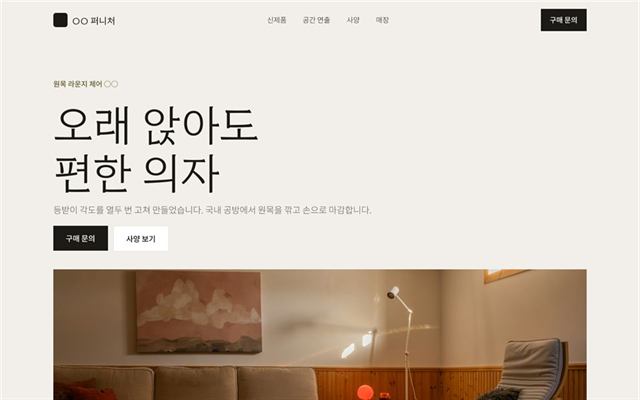 ○○ 퍼니처
신제품
공간 연출
사양
매장
구매 문의
원목 라운지 체어 ○○
오래 앉아도
편한 의자
등받이 각도를 열두 번 고쳐 만들었습니다. 국내 공방에서 원목을 깎고 손으로 마감합니다.
구매 문의
사양 보기